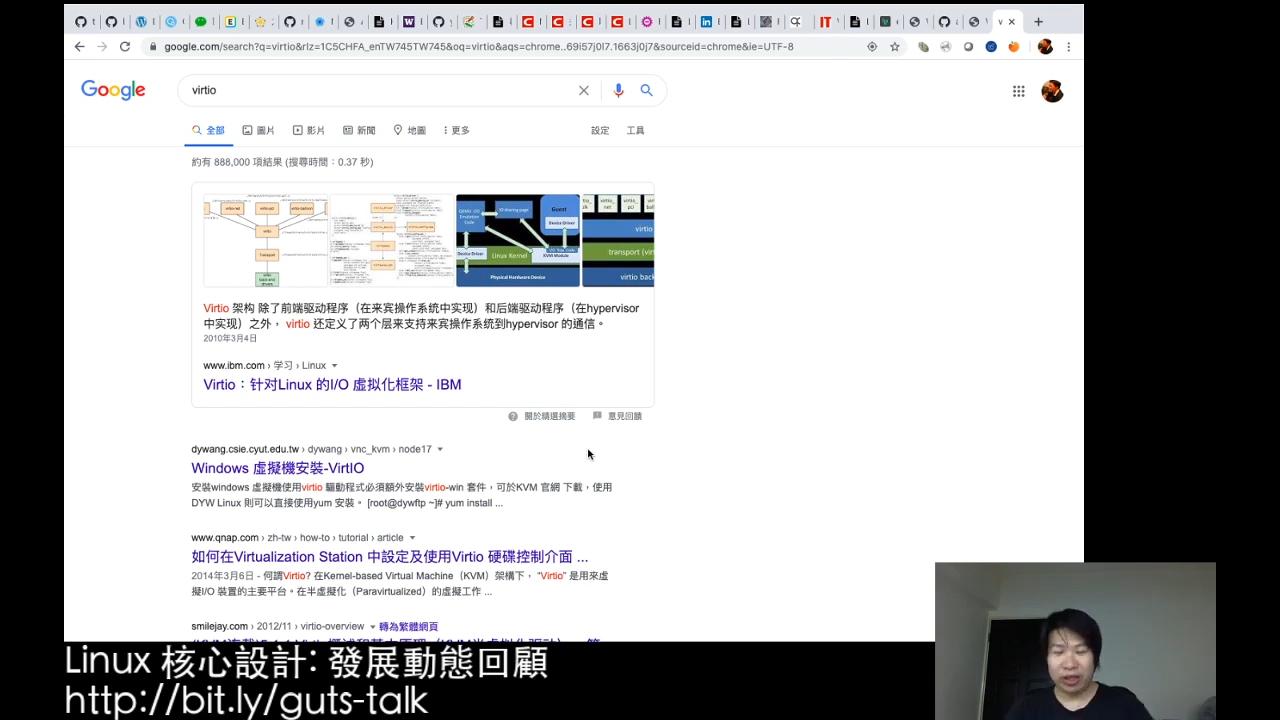 google.com/search?q=virtio&rlz=1C5CHFA_enTW745TW745&oq=virtio&aqs=chrome..69i57j0l7.1663j0j7&sourceid=chrome&ie=UTF-8
Google
virtio
全部 圖片 影片 新聞 地圖 更多 設定 工具
約有 888,000 項結果 (搜尋時間：0.37 秒)
Guest
Device Driver
Linux Kernel
Physical Hardware Device
virtio
transport (vir
virtio back
Virtio 架构 除了前端驱动程序（在来宾操作系统中实现）和后端驱动程序（在hypervisor
中实现）之外， virtio 还定义了两个层来支持来宾操作系统到hypervisor 的通信。
2010年3月4日
www.ibm.com › 学习 › Linux
Virtio：针对Linux 的I/O 虚拟化框架 - IBM
關於精選摘要 意見回饋
dywang.csie.cyut.edu.tw › dywang › vnc_kvm › node17
Windows 虛擬機安裝-VirtIO
安裝windows 虛擬機使用virtio 驅動程式必須額外安裝virtio-win 套件，可於KVM 官網 下載，使用
DYW Linux 則可以直接使用yum 安裝。 [root@dywftp ~]# yum install ...
www.qnap.com › zh-tw › how-to › tutorial › article
如何在Virtualization Station 中設定及使用Virtio 硬碟控制介面 ...
2014年3月6日 - 何謂Virtio? 在Kernel-based Virtual Machine（KVM）架構下， “Virtio” 是用來虛
擬I/O 裝置的主要平台。在半虛擬化（Paravirtualized）的虛擬工作 ...
smilejay.com › 2012/11 › virtio-overview 轉為繁體網頁
Linux 核心設計: 發展動態回顧
http://bit.ly/guts-talk